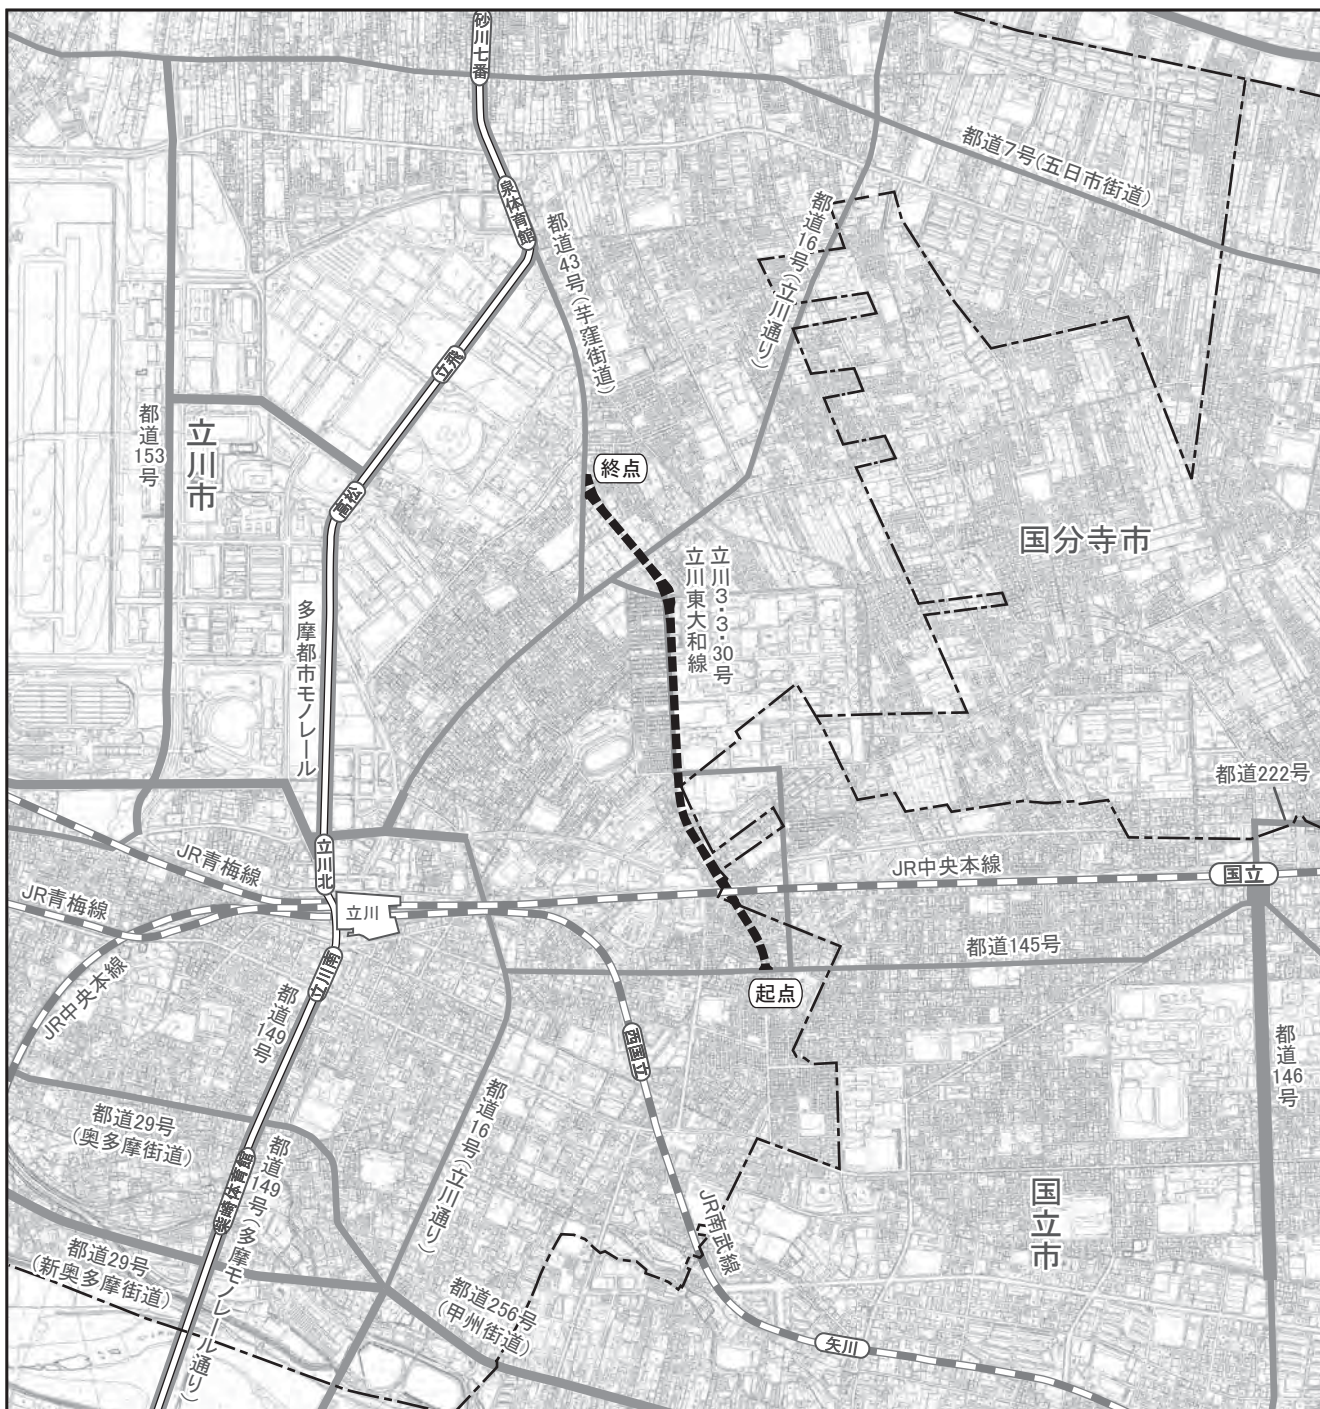 砂川七番
都道7号(五日市街道)
泉体育館
都道43号(芋窪街道)
都道16号(立川通り)
立飛
都道153号
立川市
終点
高松
国分寺市
立川3・3・30号
立川東大和線
多摩都市モノレール
都道222号
JR青梅線
立川北
JR中央本線
国立
JR青梅線
立川
都道145号
JR中央本線
立川南
起点
都道149号
西国立
都道146号
都道29号
(奥多摩街道)
都道16号(立川通り)
柴崎体育館
都道149号(多摩モノレール通り)
JR南武線
国立市
都道29号
(新奥多摩街道)
都道256号
(甲州街道)
矢川